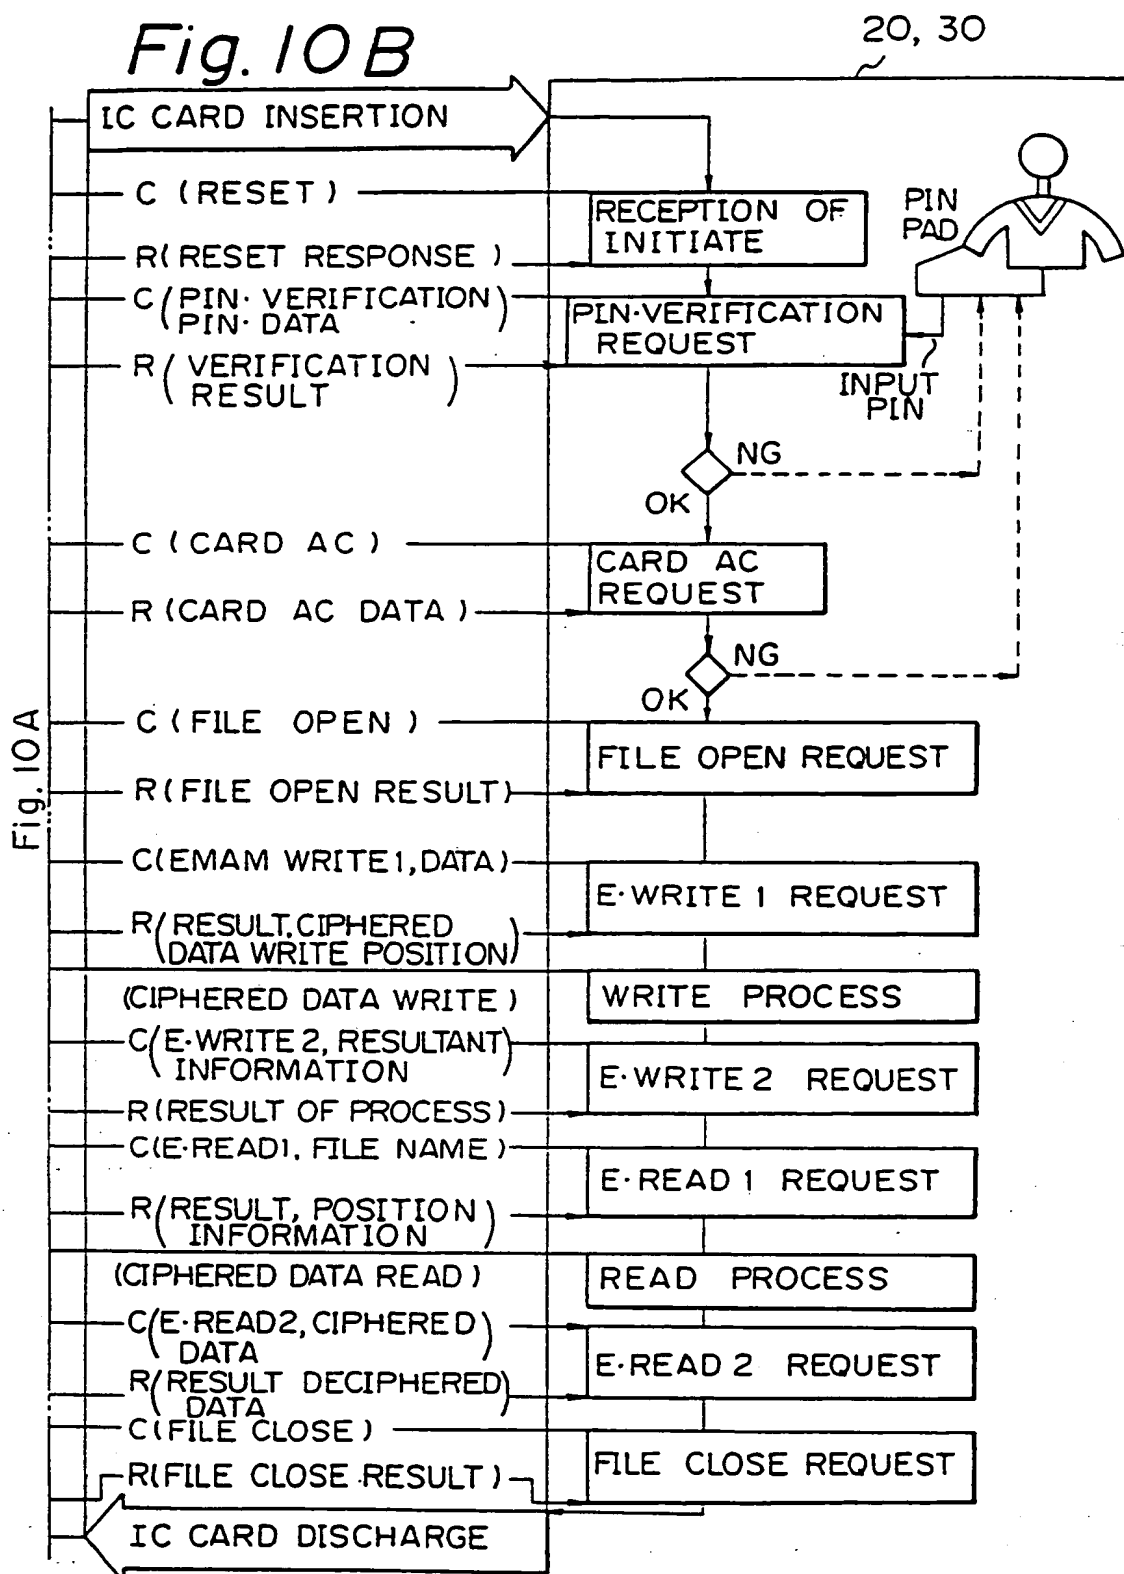 Fig. 10B
20, 30
IC CARD INSERTION
C (RESET)
RECEPTION OF
INITIATE
PIN
PAD
R(RESET RESPONSE)
C(PIN· VERIFICATION
PIN· DATA)
PIN·VERIFICATION
REQUEST
R(VERIFICATION
RESULT)
INPUT
PIN
NG
OK
C (CARD AC)
CARD AC
REQUEST
R(CARD AC DATA)
NG
OK
C (FILE OPEN)
FILE OPEN REQUEST
R(FILE OPEN RESULT)
Fig. 10A
C(EMAM WRITE1,DATA)
E·WRITE 1 REQUEST
R(RESULT,CIPHERED
DATA WRITE POSITION)
(CIPHERED DATA WRITE)
WRITE PROCESS
C(E·WRITE 2, RESULTANT
INFORMATION)
E·WRITE 2 REQUEST
R(RESULT OF PROCESS)
C(E·READ1, FILE NAME)
E·READ 1 REQUEST
R(RESULT, POSITION
INFORMATION)
(CIPHERED DATA READ)
READ PROCESS
C(E·READ2, CIPHERED
DATA)
E·READ 2 REQUEST
R(RESULT DECIPHERED
DATA)
C(FILE CLOSE)
FILE CLOSE REQUEST
R(FILE CLOSE RESULT)
IC CARD DISCHARGE